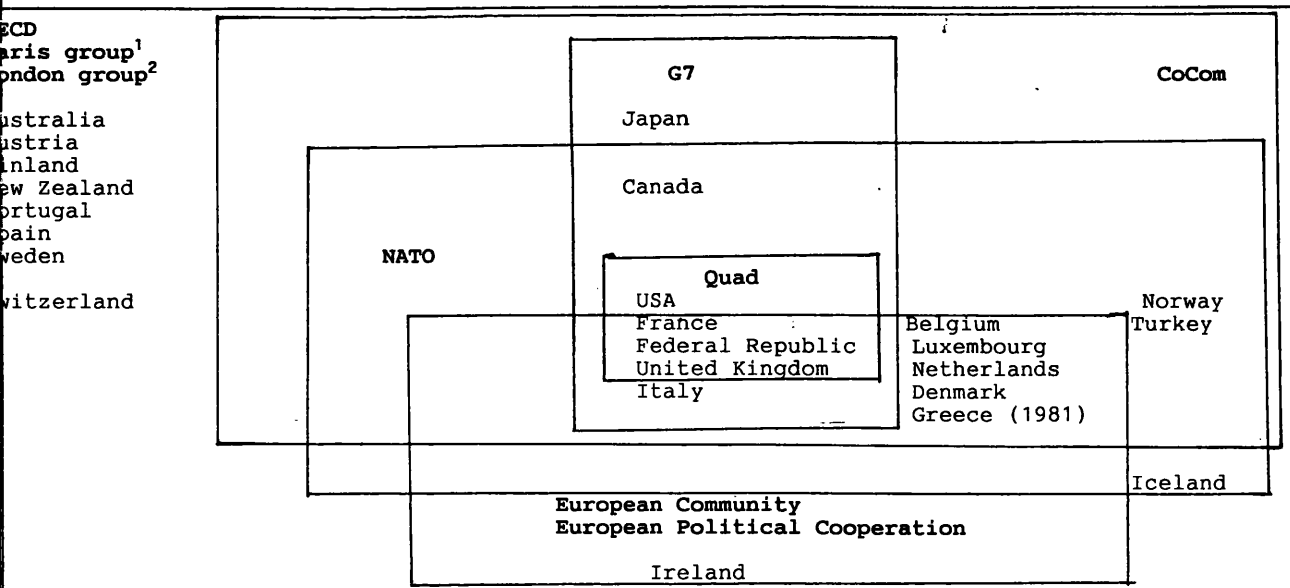 ECD
aris group¹
ondon group²
G7
CoCom
ustralia
ustria
inland
ew Zealand
ortugal
pain
weden
witzerland
Japan
Canada
NATO
Quad
USA
France
Federal Republic
United Kingdom
Italy
Belgium
Luxembourg
Netherlands
Denmark
Greece (1981)
Norway
Turkey
Iceland
European Community
European Political Cooperation
Ireland